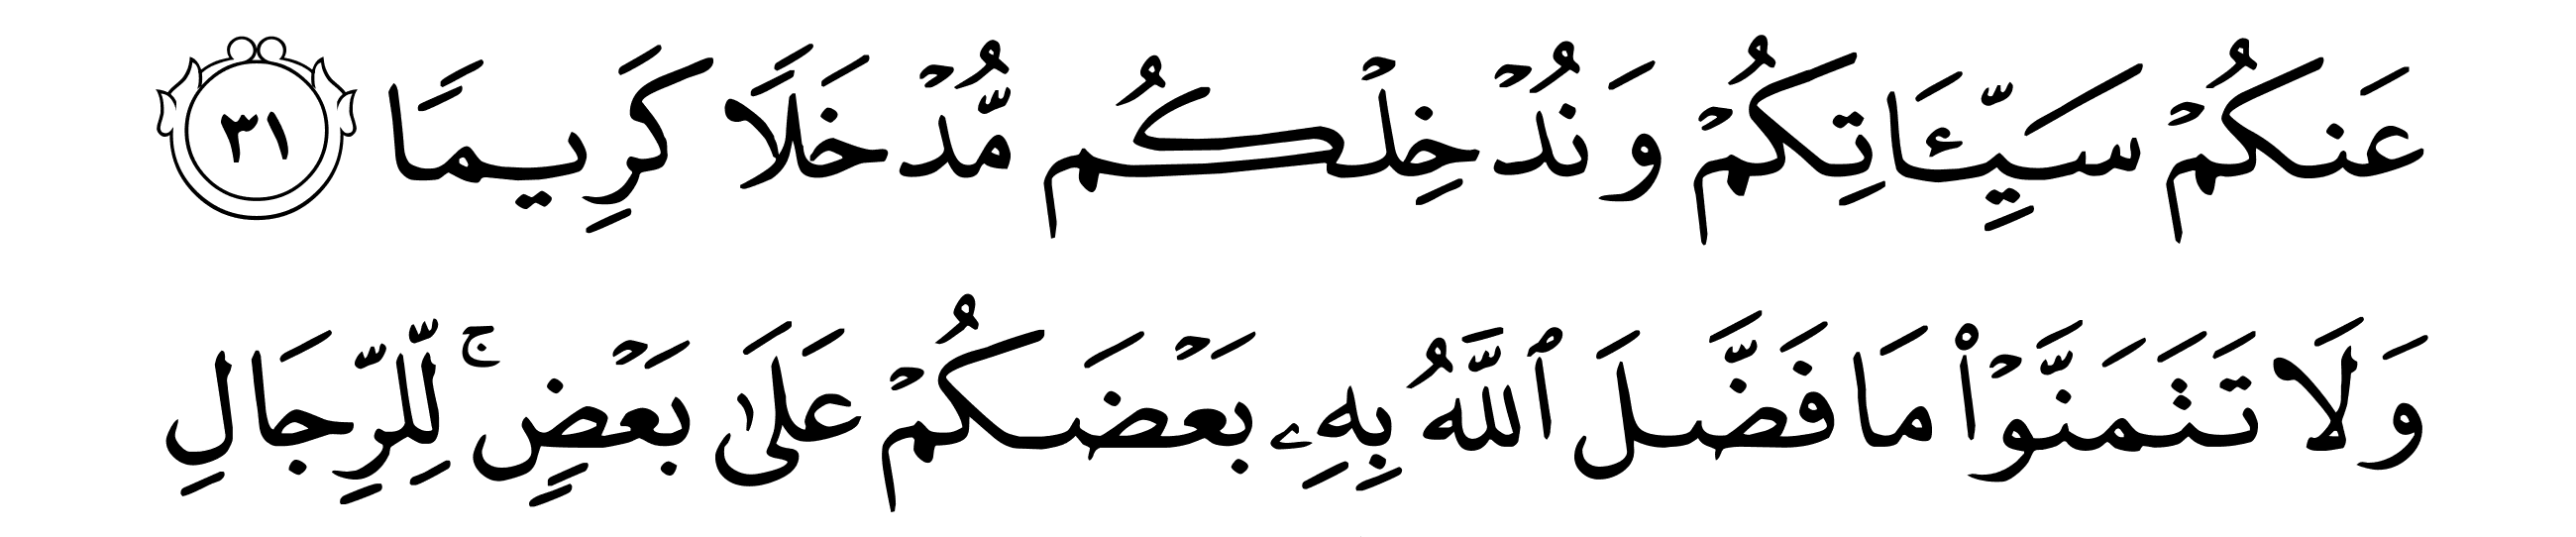 عَنكُمۡ سَيِّـَٔاتِكُمۡ وَنُدۡخِلۡكُم مُّدۡخَلٗا كَرِيمٗا ٣١
وَلَا تَتَمَنَّوۡاْ مَا فَضَّلَ ٱللَّهُ بِهِۦ بَعۡضَكُمۡ عَلَىٰ بَعۡضٖۚ لِّلرِّجَالِ